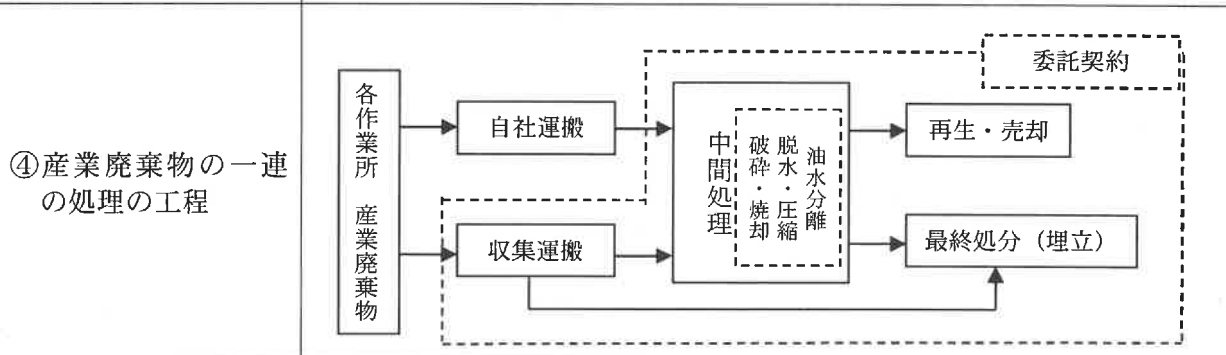 ④産業廃棄物の一連
の処理の工程
各作業所　産業廃棄物
自社運搬
収集運搬
中間処理
油水分離
脱水・圧縮
破砕・焼却
委託契約
再生・売却
最終処分（埋立）